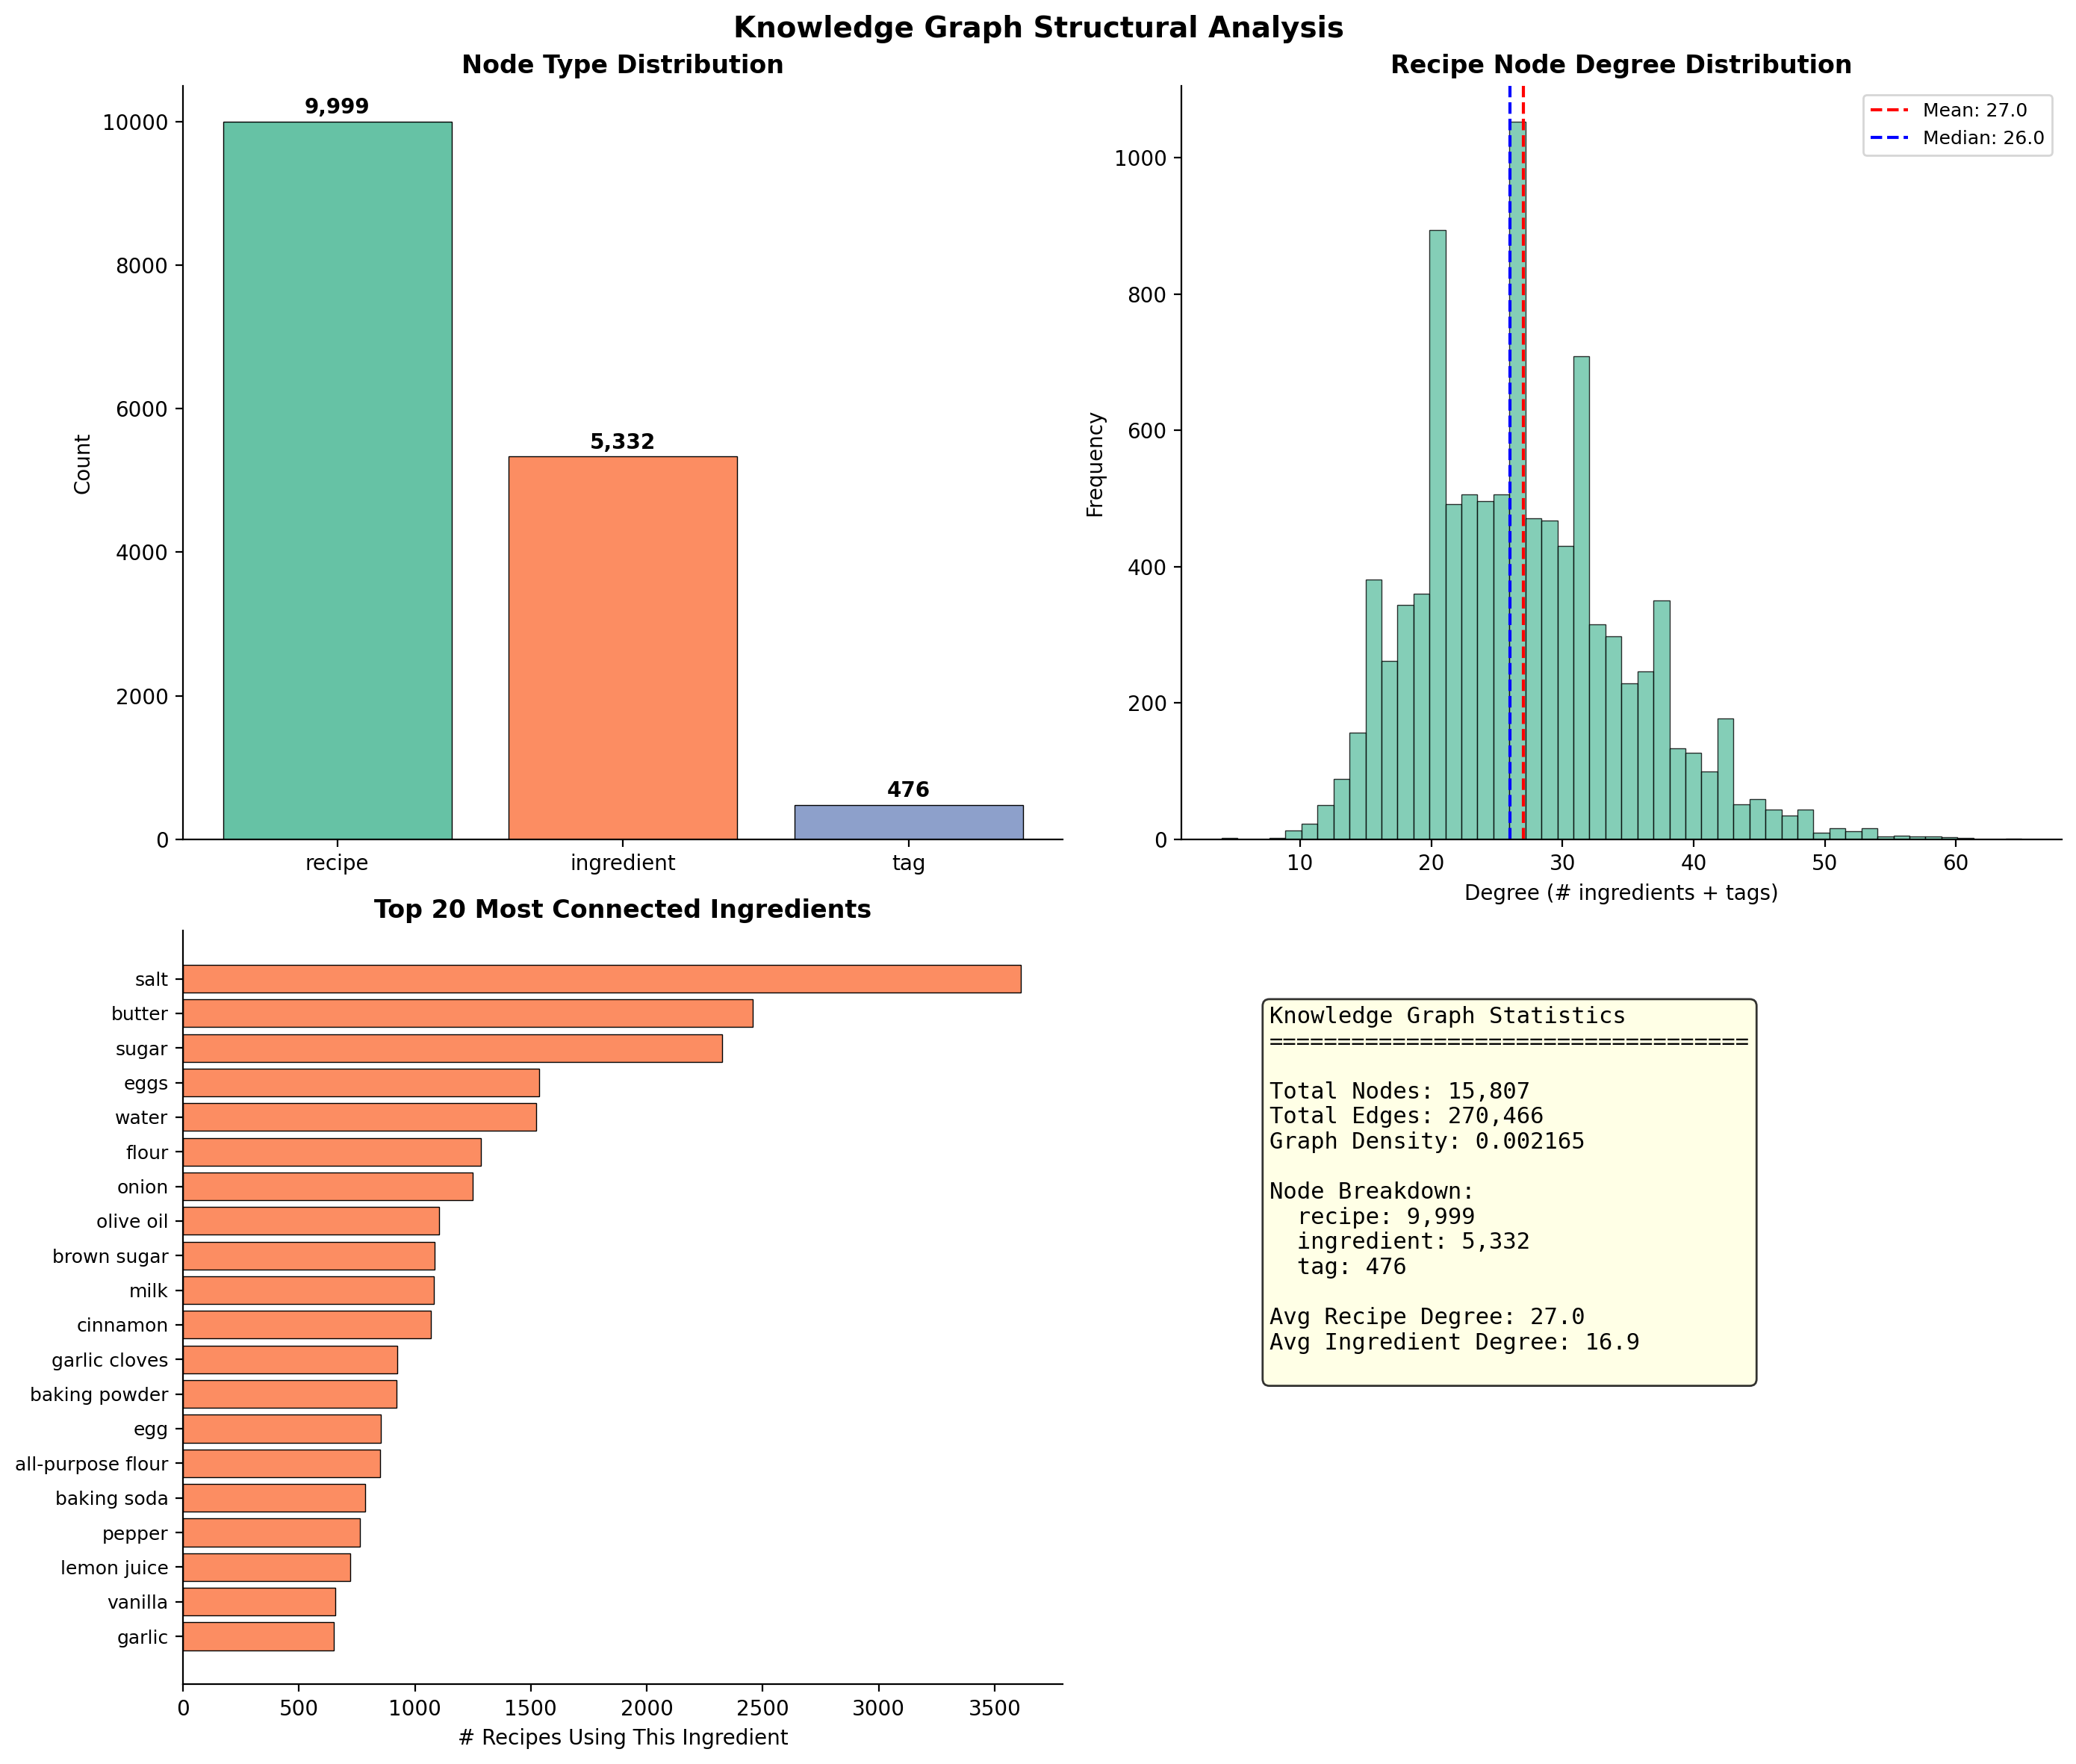 Knowledge Graph Structural Analysis
Node Type Distribution
Count
10000
8000
6000
4000
2000
0
9,999
5,332
476
recipe
ingredient
tag
Recipe Node Degree Distribution
Mean: 27.0
Median: 26.0
Frequency
1000
800
600
400
200
0
10
20
30
40
50
60
Degree (# ingredients + tags)
Top 20 Most Connected Ingredients
salt
butter
sugar
eggs
water
flour
onion
olive oil
brown sugar
milk
cinnamon
garlic cloves
baking powder
egg
all-purpose flour
baking soda
pepper
lemon juice
vanilla
garlic
0
500
1000
1500
2000
2500
3000
3500
# Recipes Using This Ingredient
Knowledge Graph Statistics
===================================
Total Nodes: 15,807
Total Edges: 270,466
Graph Density: 0.002165
Node Breakdown:
recipe: 9,999
ingredient: 5,332
tag: 476
Avg Recipe Degree: 27.0
Avg Ingredient Degree: 16.9